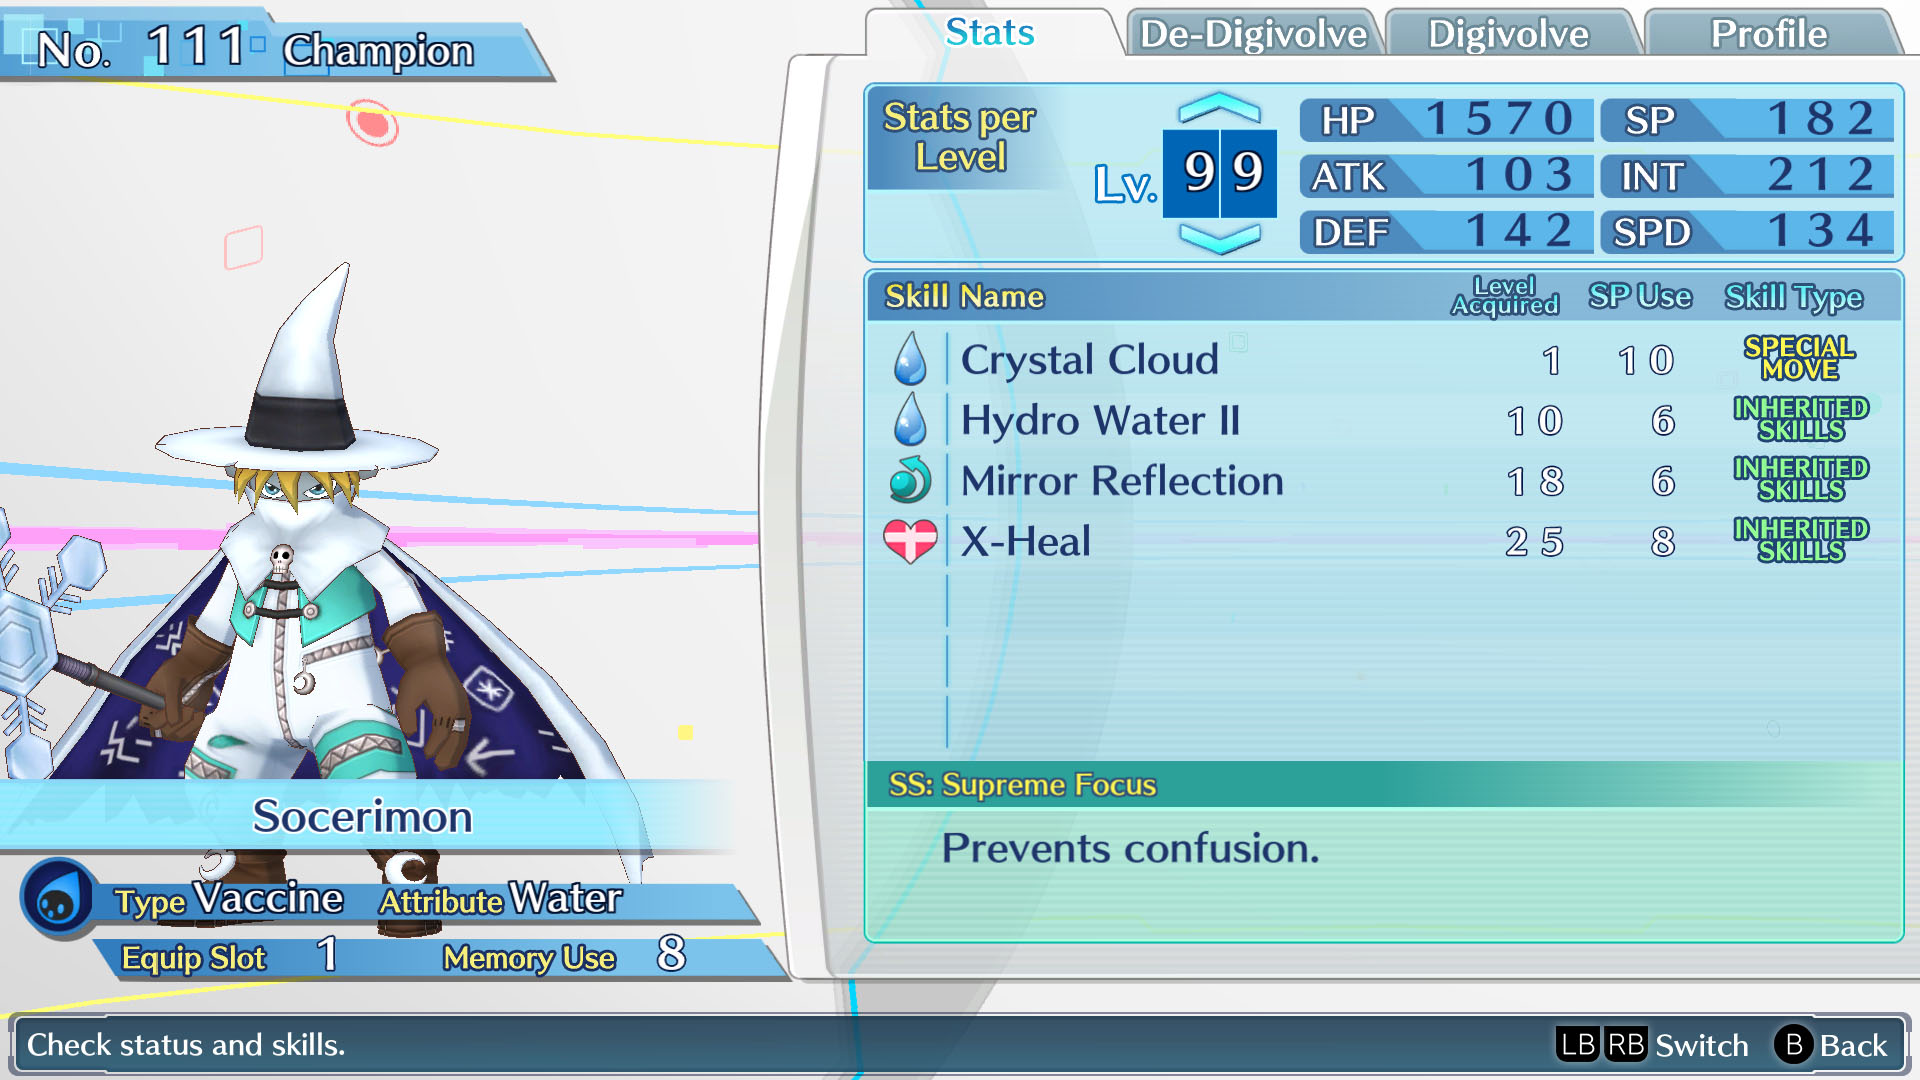 No. 111 Champion
Stats De-Digivolve Digivolve Profile
Stats per
Level
Lv. 99
HP 1570 SP 182
ATK 103 INT 212
DEF 142 SPD 134
Skill Name Level Acquired SP Use Skill Type
Crystal Cloud 1 10 SPECIAL MOVE
Hydro Water II 10 6 INHERITED SKILLS
Mirror Reflection 18 6 INHERITED SKILLS
X-Heal 25 8 INHERITED SKILLS
SS: Supreme Focus
Prevents confusion.
Socerimon
Type Vaccine Attribute Water
Equip Slot 1 Memory Use 8
Check status and skills.
LB RB Switch B Back